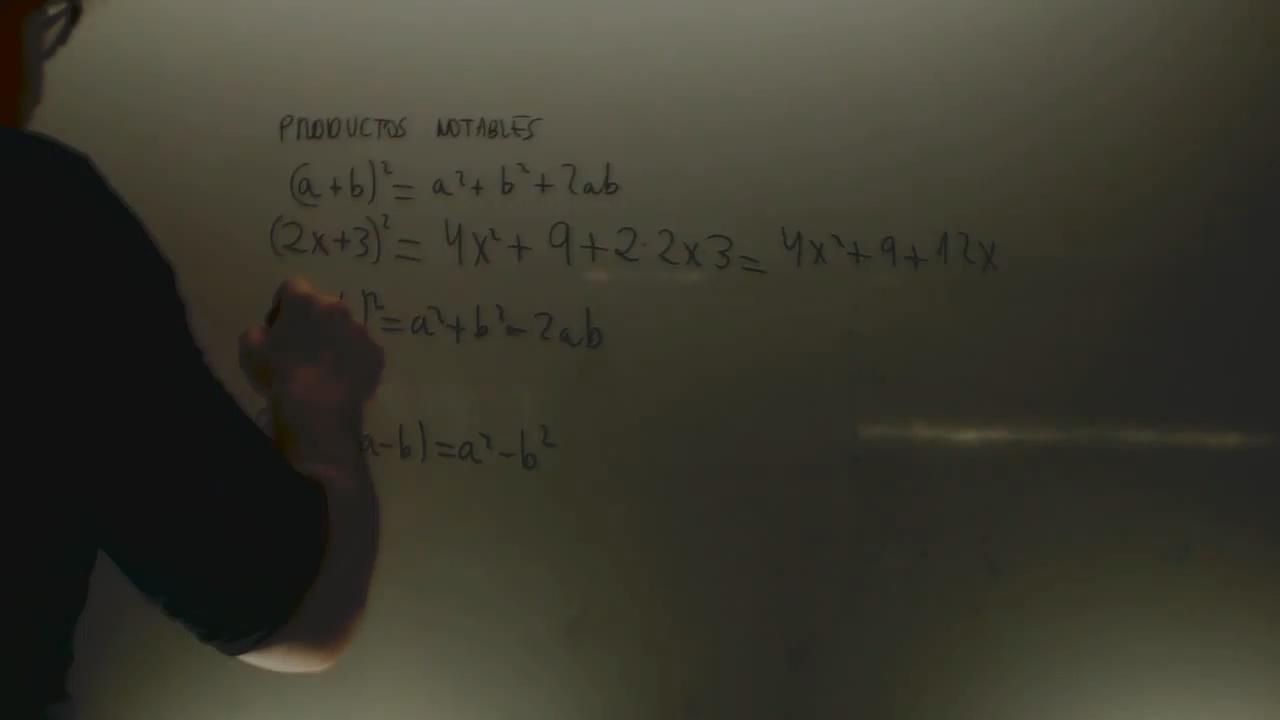 PRODUCTOS NOTABLES
(a+b)² = a² + b² + 2ab
(2x+3)² = 4x² + 9 + 2·2x3 = 4x² + 9 + 12x
)² = a² + b² - 2ab
a-b) = a² - b²